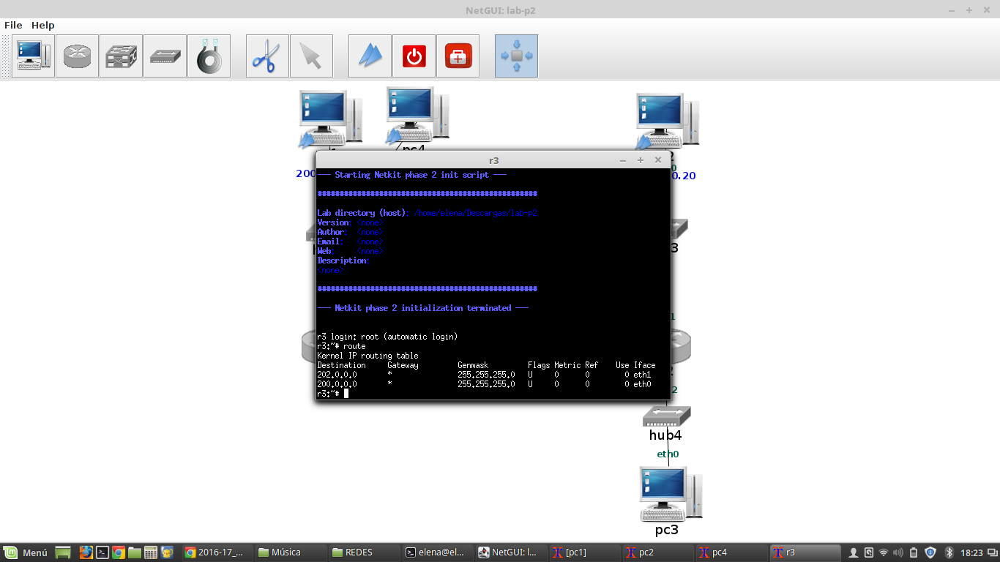 NetGUI: lab-p2
File Help
pc4
200
0.20
--- Starting Netkit phase 2 init script ---
r3
##################################################
Lab directory (host): /home/elena/Descargas/lab-p2
Version: <none>
Author: <none>
Email: <none>
Web: <none>
Description:
<none>
##################################################
--- Netkit phase 2 initialization terminated ---
r3 login: root (automatic login)
r3:~# route
Kernel IP routing table
Destination Gateway Genmask Flags Metric Ref Use Iface
202.0.0.0 * 255.255.255.0 U 0 0 0 eth1
200.0.0.0 * 255.255.255.0 U 0 0 0 eth0
r3:~#
hub4
eth0
pc3
Menú 2016-17_... Música REDES elena@el... NetGUI: l... [pc1] pc2 pc4 r3 18:23